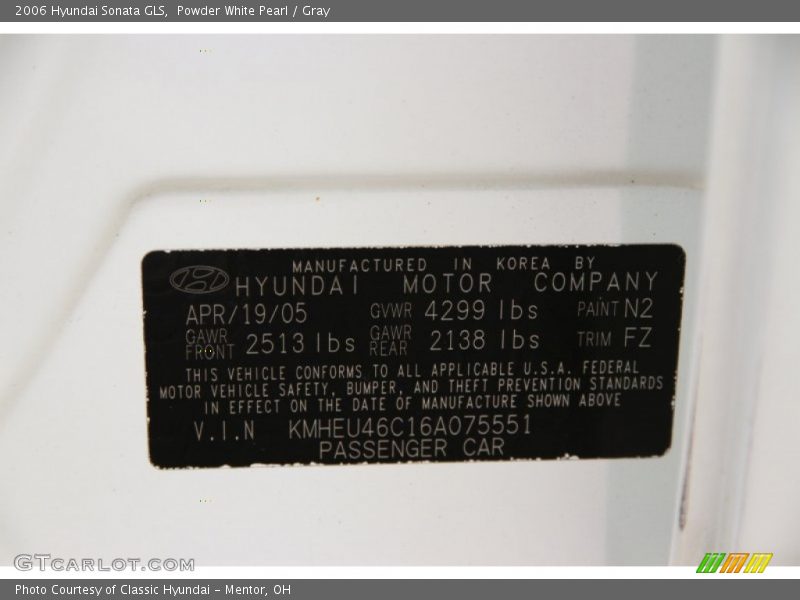 2006 Hyundai Sonata GLS,  Powder White Pearl / Gray
MANUFACTURED IN KOREA BY
HYUNDAI MOTOR COMPANY
APR/19/05 GVWR 4299 lbs PAINT N2
GAWR FRONT 2513 lbs GAWR REAR 2138 lbs TRIM FZ
THIS VEHICLE CONFORMS TO ALL APPLICABLE U.S.A. FEDERAL
MOTOR VEHICLE SAFETY, BUMPER, AND THEFT PREVENTION STANDARDS
IN EFFECT ON THE DATE OF MANUFACTURE SHOWN ABOVE
V.I.N KMHEU46C16A075551
PASSENGER CAR
GTCARLOT.COM
Photo Courtesy of Classic Hyundai - Mentor, OH